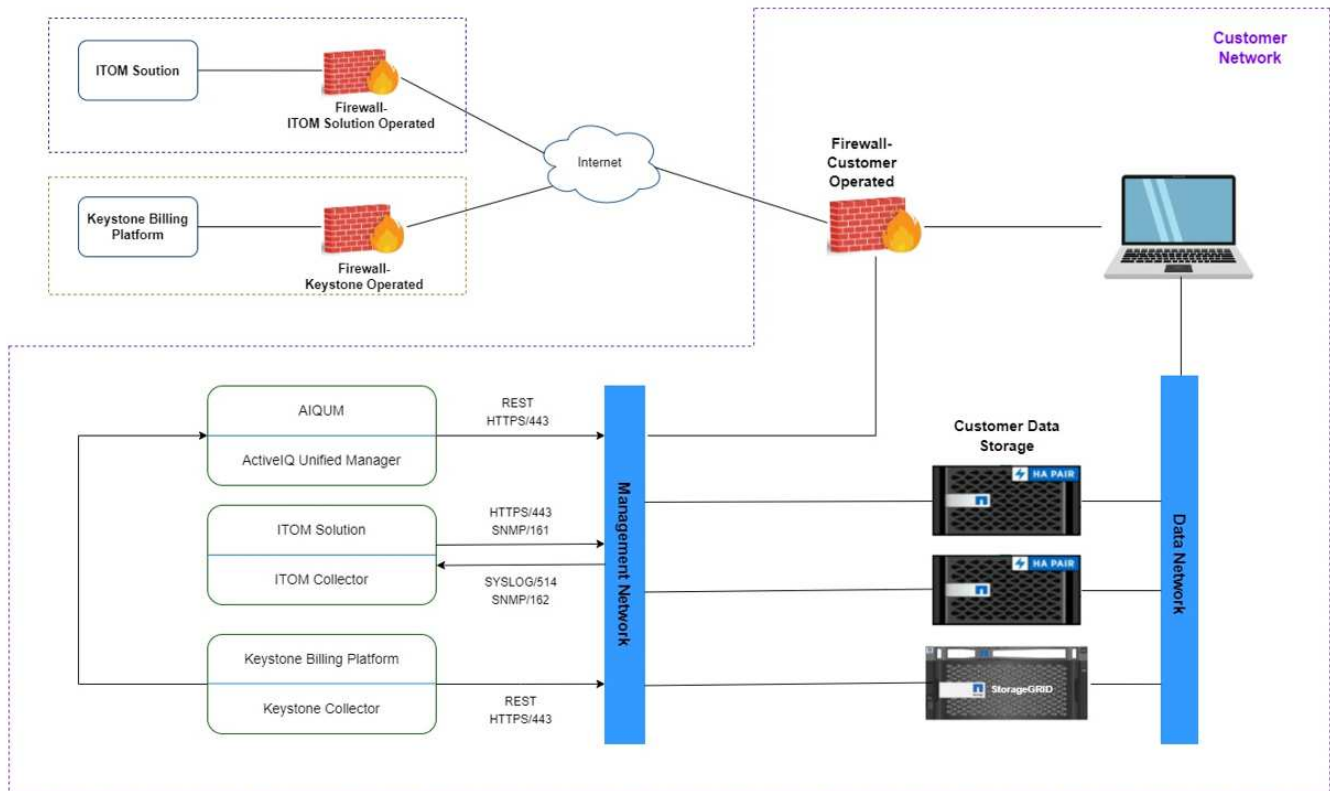 Customer
Network
ITOM Soution
Firewall-
ITOM Solution Operated
Internet
Firewall-
Customer
Operated
Keystone Billing
Platform
Firewall-
Keystone Operated
AIQUM
ActiveIQ Unified Manager
REST
HTTPS/443
ITOM Solution
ITOM Collector
HTTPS/443
SNMP/161
SYSLOG/514
SNMP/162
Keystone Billing Platform
Keystone Collector
REST
HTTPS/443
Management Network
Customer Data
Storage
HA PAIR
HA PAIR
StorageGRID
Data Network